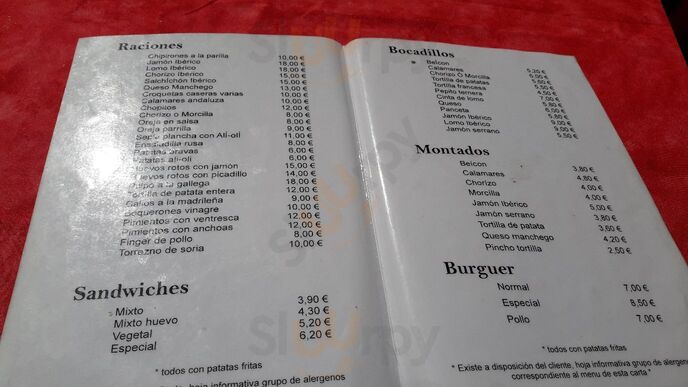 Raciones
Chipirones a la parilla 10,00 €
Jamón Ibérico 18,00 €
Lomo Ibérico 18,00 €
Chorizo Ibérico 15,00 €
Salchichón Ibérico 15,00 €
Queso Manchego 13,00 €
Croquetas caseras varias 10,00 €
Calamares andaluza 10,00 €
Chopitos 12,00 €
Chorizo o Morcilla 8,00 €
Oreja en salsa 8,00 €
Oreja parrilla 9,00 €
Sepia plancha con Ali-oli 11,00 €
Ensaladilla rusa 8,00 €
Patatas bravas 6,00 €
Patatas ali-oli 6,00 €
Huevos rotos con jamón 15,00 €
Huevos rotos con picadillo 14,00 €
Pulpo a la gallega 18,00 €
Tortilla de patata entera 12,00 €
Callos a la madrileña 9,00 €
Boquerones vinagre 10,00 €
Pimientos con ventresca 12,00 €
Pimientos con anchoas 12,00 €
Finger de pollo 8,00 €
Torrazno de soria 10,00 €
Sandwiches
Mixto 3,90 €
Mixto huevo 4,30 €
Vegetal 5,20 €
Especial 6,20 €
* todos con patatas fritas
hoja informativa grupo de alergenos
Bocadillos
Beicon 5,20 €
Calamares 6,00 €
Chorizo O Morcilla 5,80 €
Tortilla de patatas
Tortilla francesa 4,50 €
Pepito ternera 7,00 €
Cinta de lomo 5,80 €
Queso
Panceta 5,80 €
Jamón Ibérico 9,00 €
Lomo Ibérico 9,00 €
Jamón serrano 5,50 €
Montados
Beicon 3,80 €
Calamares 4,80 €
Chorizo 4,00 €
Morcilla 4,00 €
Jamón Ibérico 5,00 €
Jamón serrano 3,80 €
Tortilla de patata 3,60 €
Queso manchego 4,20 €
Pincho tortilla 2,50 €
Burguer
Normal 7,00 €
Especial 8,50 €
Pollo 7,00 €
* todos con patatas fritas
* Existe a disposición del cliente, hoja informativa grupo de alergenos
correspondiente al menu de esta carta *